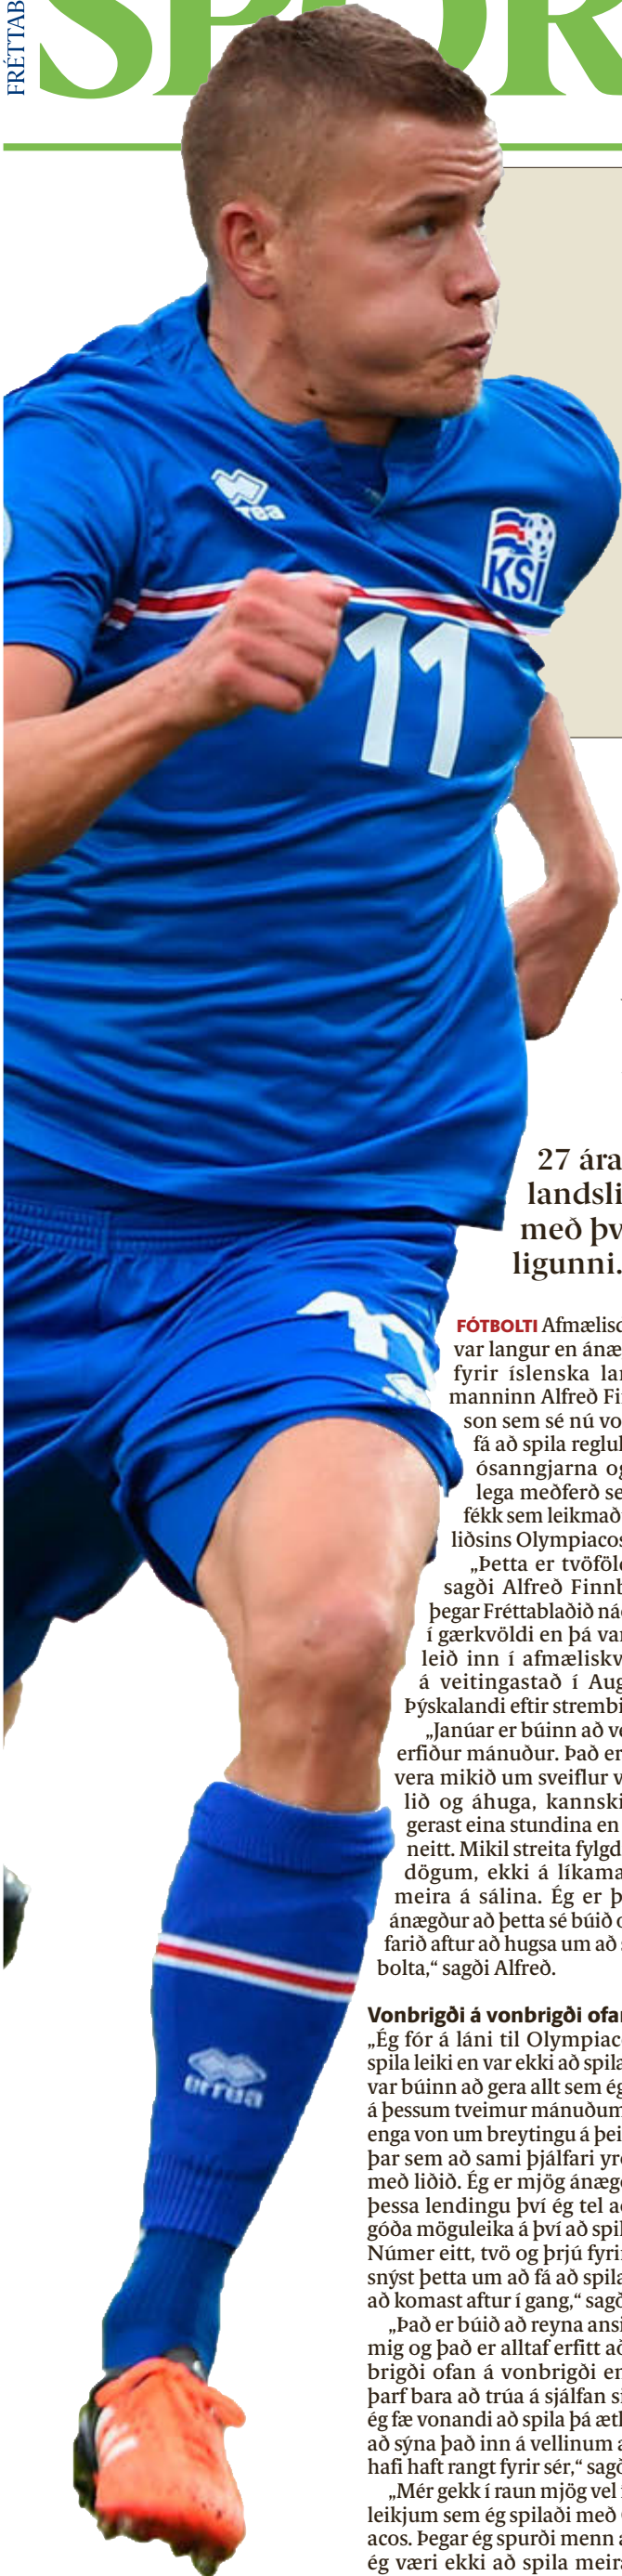 FRÉTTAB
SPOR
errea
KSI
11
11
27 ára
landsli
með þv
ligunni.
FÓTBOLTI Afmælisd
var langur en ánæ
fyrir íslenska lan
manninn Alfreð Fin
son sem sé nú vo
fá að spila reglul
ósanngjarna og
lega meðferð se
fékk sem leikmað
liðsins Olympiacos
„Þetta er tvöföld
sagði Alfreð Finnb
þegar Fréttablaðið náð
í gærkvöldi en þá var
leið inn í afmæliskv
á veitingastað í Aug
Þýskalandi eftir strembi
„Janúar er búinn að ve
erfiður mánuður. Það er
vera mikið um sveiflur v
lið og áhuga, kannski
gerast eina stundina en
neitt. Mikil streita fylgd
dögum, ekki á líkama
meira á sálina. Ég er þ
ánægður að þetta sé búið o
farið aftur að hugsa um að s
bolta,“ sagði Alfreð.
Vonbrigði á vonbrigði ofan
„Ég fór á láni til Olympiaco
spila leiki en var ekki að spila
var búinn að gera allt sem ég
á þessum tveimur mánuðum
enga von um breytingu á þei
þar sem að sami þjálfari yrð
með liðið. Ég er mjög ánægð
þessa lendingu því ég tel að
góða möguleika á því að spil
Númer eitt, tvö og þrjú fyrir
snýst þetta um að fá að spila
að komast aftur í gang,“ sagð
„Það er búið að reyna ansi
mig og það er alltaf erfitt að
brigði ofan á vonbrigði en
þarf bara að trúa á sjálfan si
ég fæ vonandi að spila þá ætl
að sýna það inn á vellinum a
hafi haft rangt fyrir sér,“ sagð
„Mér gekk í raun mjög vel í
leikjum sem ég spilaði með
acos. Þegar ég spurði menn a
ég væri ekki að spila meira